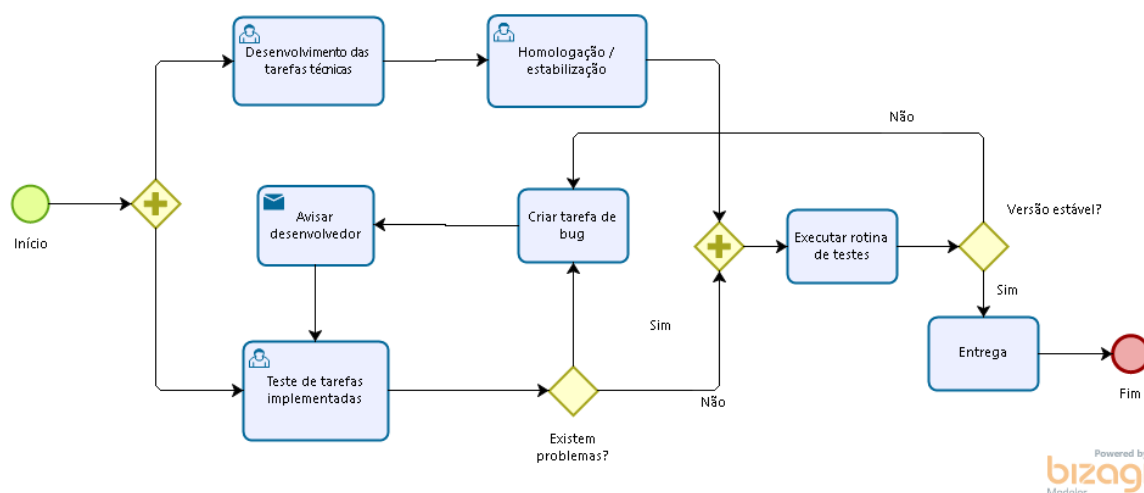 Desenvolvimento das
tarefas técnicas
Homologação /
estabilização
Não
Início
Avisar
desenvolvedor
Criar tarefa de
bug
Executar rotina
de testes
Versão estável?
Sim
Sim
Teste de tarefas
implementadas
Não
Existem
problemas?
Entrega
Fim
Powered by
bizagi
Modeler